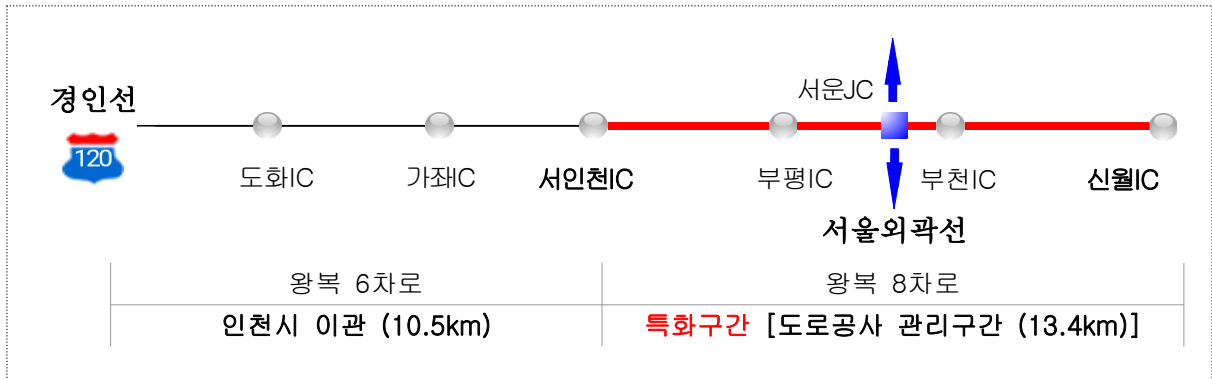 서운JC
경인선
120
도화IC
가좌IC
서인천IC
부평IC
부천IC
신월IC
서울외곽선
왕복 6차로
왕복 8차로
인천시 이관 (10.5km)
특화구간 [도로공사 관리구간 (13.4km)]